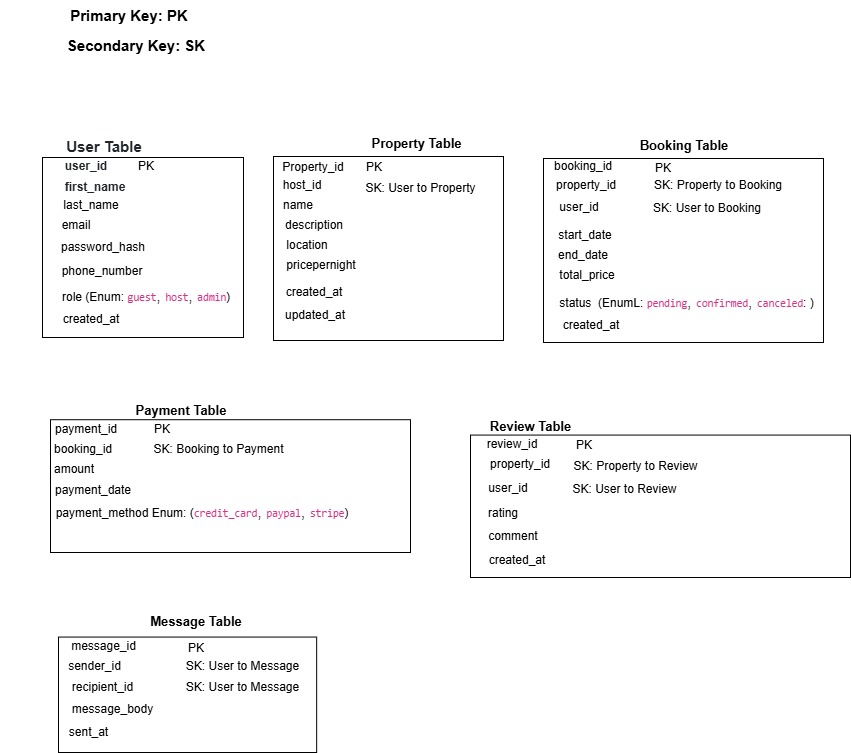 Primary Key: PK
Secondary Key: SK
User Table
user_id PK
first_name
last_name
email
password_hash
phone_number
role (Enum: guest, host, admin)
created_at
Property Table
Property_id PK
host_id SK: User to Property
name
description
location
pricepernight
created_at
updated_at
Booking Table
booking_id PK
property_id SK: Property to Booking
user_id SK: User to Booking
start_date
end_date
total_price
status (EnumL: pending, confirmed, canceled: )
created_at
Payment Table
payment_id PK
booking_id SK: Booking to Payment
amount
payment_date
payment_method Enum: (credit_card, paypal, stripe)
Review Table
review_id PK
property_id SK: Property to Review
user_id SK: User to Review
rating
comment
created_at
Message Table
message_id PK
sender_id SK: User to Message
recipient_id SK: User to Message
message_body
sent_at